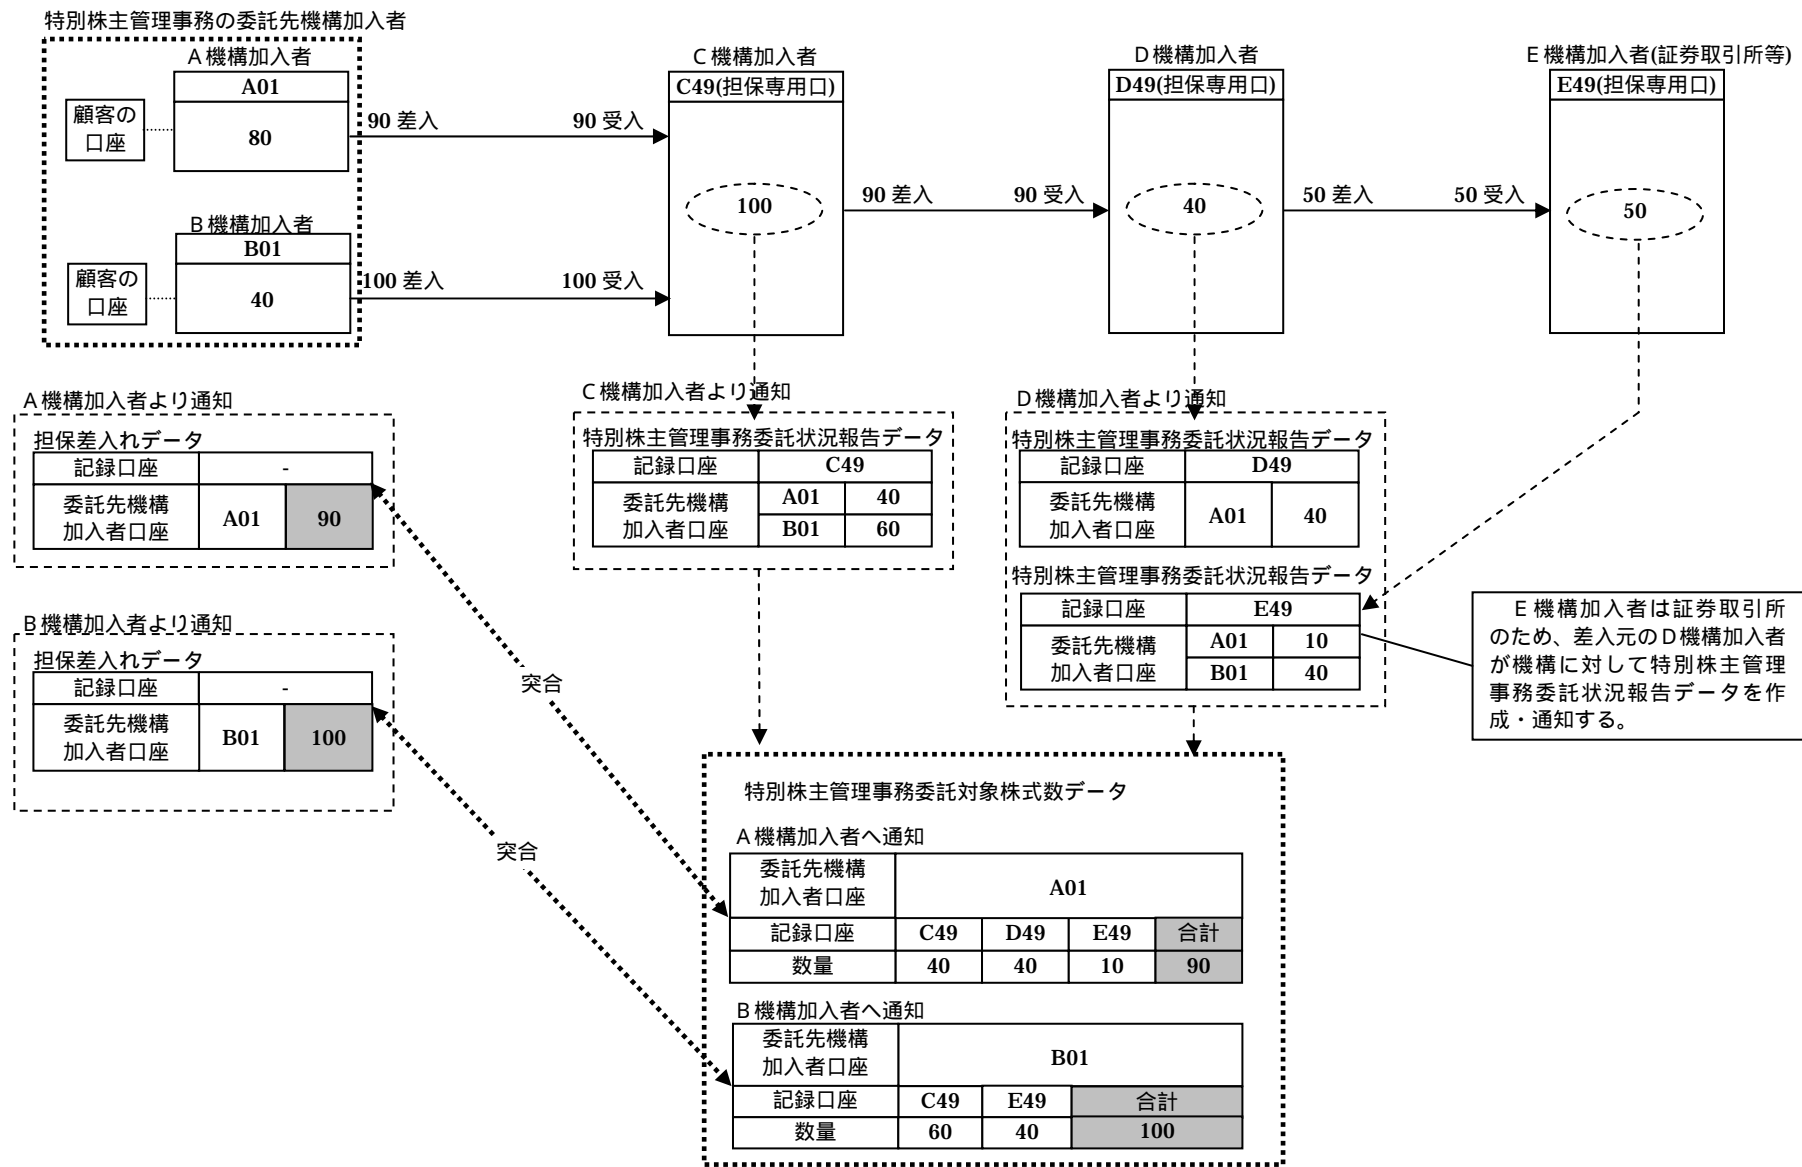 特別株主管理事務の委託先機構加入者
A機構加入者
A01
顧客の
口座
80
90 差入
90 受入
B機構加入者
B01
顧客の
口座
40
100 差入
100 受入
C機構加入者
C49(担保専用口)
100
90 差入
90 受入
D機構加入者
D49(担保専用口)
40
50 差入
50 受入
E機構加入者(証券取引所等)
E49(担保専用口)
50
A機構加入者より通知
担保差入れデータ
記録口座 -
委託先機構
加入者口座
A01 90
B機構加入者より通知
担保差入れデータ
記録口座 -
委託先機構
加入者口座
B01 100
C機構加入者より通知
特別株主管理事務委託状況報告データ
記録口座 C49
委託先機構
加入者口座
A01 40
B01 60
D機構加入者より通知
特別株主管理事務委託状況報告データ
記録口座 D49
委託先機構
加入者口座
A01 40
特別株主管理事務委託状況報告データ
記録口座 E49
委託先機構
加入者口座
A01 10
B01 40
E機構加入者は証券取引所
のため、差入元のD機構加入者
が機構に対して特別株主管理
事務委託状況報告データを作
成・通知する。
突合
突合
特別株主管理事務委託対象株式数データ
A機構加入者へ通知
委託先機構
加入者口座
A01
記録口座 C49 D49 E49 合計
数量 40 40 10 90
B機構加入者へ通知
委託先機構
加入者口座
B01
記録口座 C49 E49 合計
数量 60 40 100